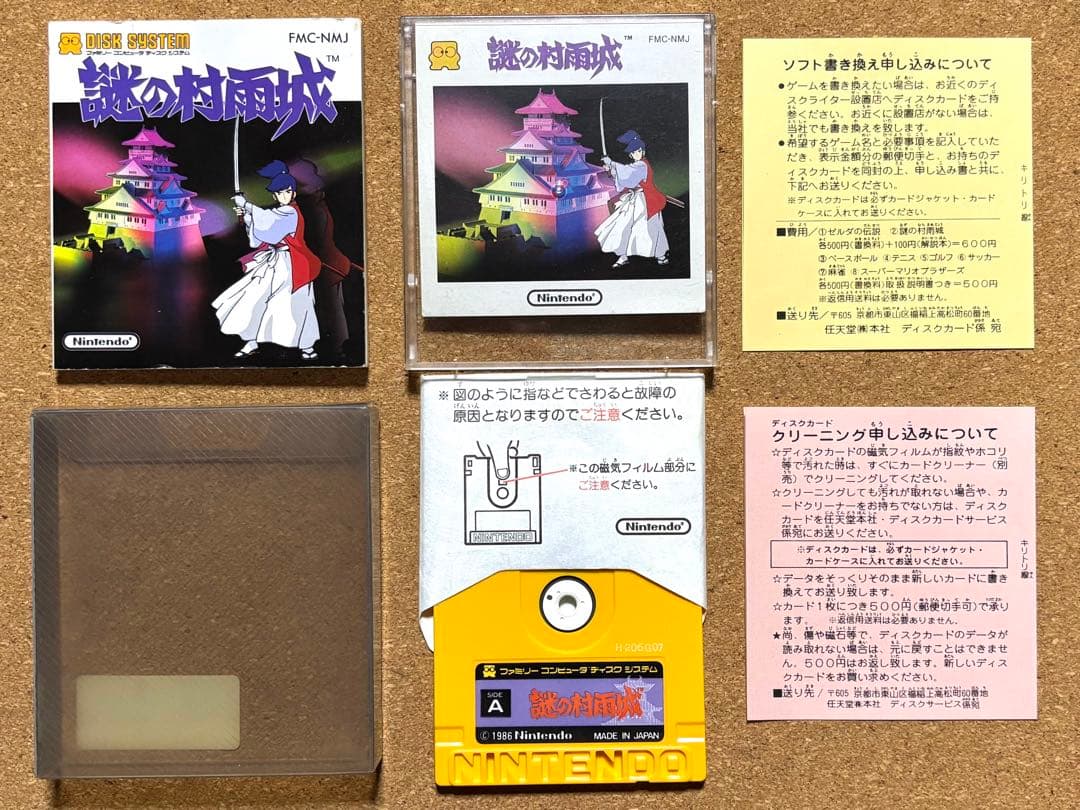 DISK SYSTEM
ファミリー コンピュータ ディスク システム
FMC-NMJ
謎の村雨城
TM
Nintendo®
謎の村雨城
TM
FMC-NMJ
Nintendo®
ソフト書き換え申し込みについて
●ゲームを書き換えたい場合は、お近くのディ
スクライター設置店へディスクカードをご持
参ください。お近くに設置店がない場合は、
当社でも書き換えを致します。
●希望するゲーム名と必要事項を記入していた
だき、表示金額分の郵便切手と、お持ちのデ
ィスクカードを同封の上、申し込み書と共に、
下記へお送りください。
※ディスクカードは必ずカードジャケット・カード
ケースに入れてお送りください。
■費用/①ゼルダの伝説 ②謎の村雨城
各500円(書換料)+100円(解説本)=600円
③ベースボール ④テニス ⑤ゴルフ ⑥サッカー
⑦麻雀 ⑧スーパーマリオブラザーズ
各500円(書換料)取扱説明書つき=500円
※返信用送料は必要ありません。
■送り先/〒605 京都市東山区福稲上高松町60番地
任天堂㈱本社 ディスクカード係 宛
キリトリ線
※図のように指などでさわると故障の
原因となりますのでご注意ください。
※この磁気フィルム部分に
ご注意ください。
NINTENDO
Nintendo®
H-206G07
ファミリー コンピュータ ディスク システム
SIDE
A
謎の村雨城
©1986 Nintendo MADE IN JAPAN
NINTENDO
ディスクカード
クリーニング申し込みについて
☆ディスクカードの磁気フィルムが指紋やホコリ
等で汚れた時は、すぐにカードクリーナー(別
売)でクリーニングしてください。
☆クリーニングしても汚れが取れない場合や、カ
ードクリーナーをお持ちでない方は、ディスク
カードを任天堂本社・ディスクカードサービス
係宛にお送りください。
※ディスクカードは、必ずカードジャケット・
カードケースに入れてお送りください。
☆データをそっくりそのまま新しいカードに書き
換えてお送り致します。
☆カード1枚につき500円(郵便切手可)で承り
ます。 ※返信用送料は必要ありません。
★尚、傷や磁石等で、ディスクカードのデータが
読み取れない場合は、元に戻すことはできませ
ん。500円はお返し致します。新しいディス
クカードをお買い求めください。
■送り先/〒605 京都市東山区福稲上高松町60番地
任天堂㈱本社 ディスクサービス係宛
キリトリ線